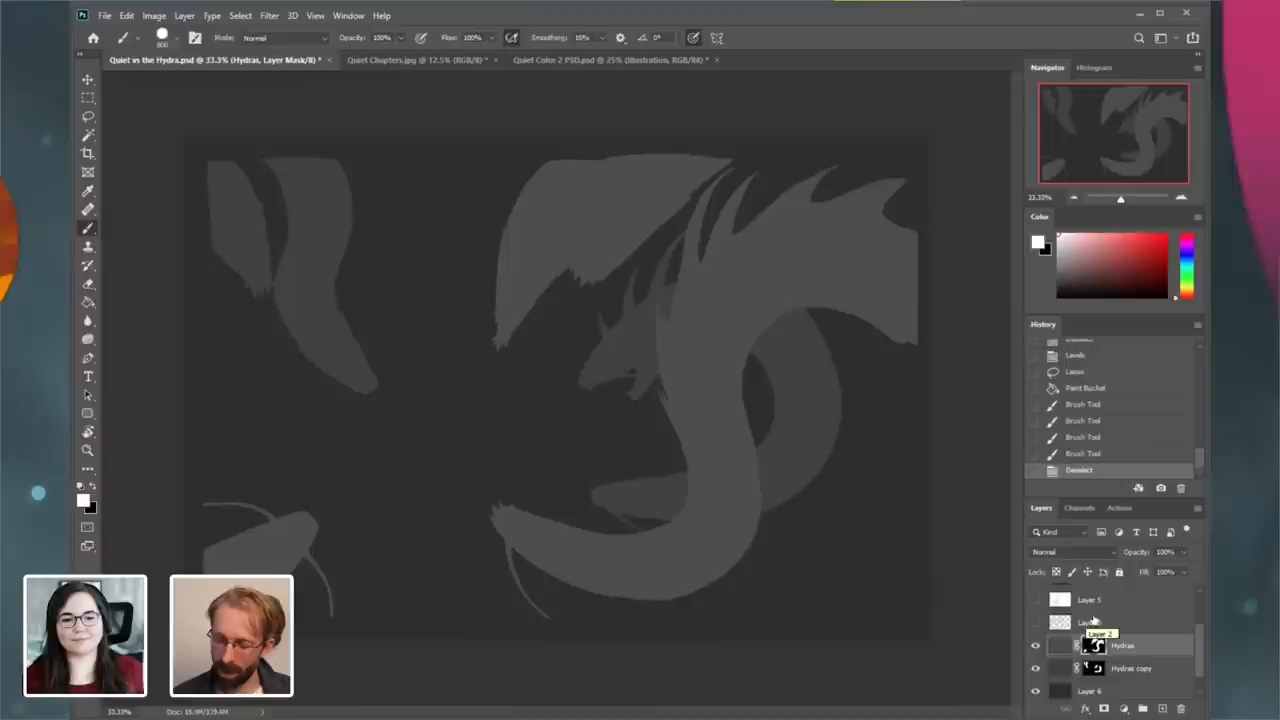 File Edit Image Layer Type Select Filter 3D View Window Help
800 Mode: Normal Opacity: 100% Flow: 100% Smoothing: 10% 0°
Quiet vs the Hydra.psd @ 33.3% (Hydras, Layer Mask/8) * × Quiet Chapters.jpg @ 12.5% (RGB/8) * × Quiet Color 2 PSD.psd @ 25% (Illustration, RGB/8#) * ×
Navigator Histogram
33.33%
Color
History
Deselect
Levels
Lasso
Paint Bucket
Brush Tool
Brush Tool
Brush Tool
Brush Tool
Deselect
Layers Channels Actions
Kind
Normal Opacity: 100%
Lock: Fill: 100%
Layer 5
Layer 2
Hydras
Hydras copy
Layer 6
33.33%